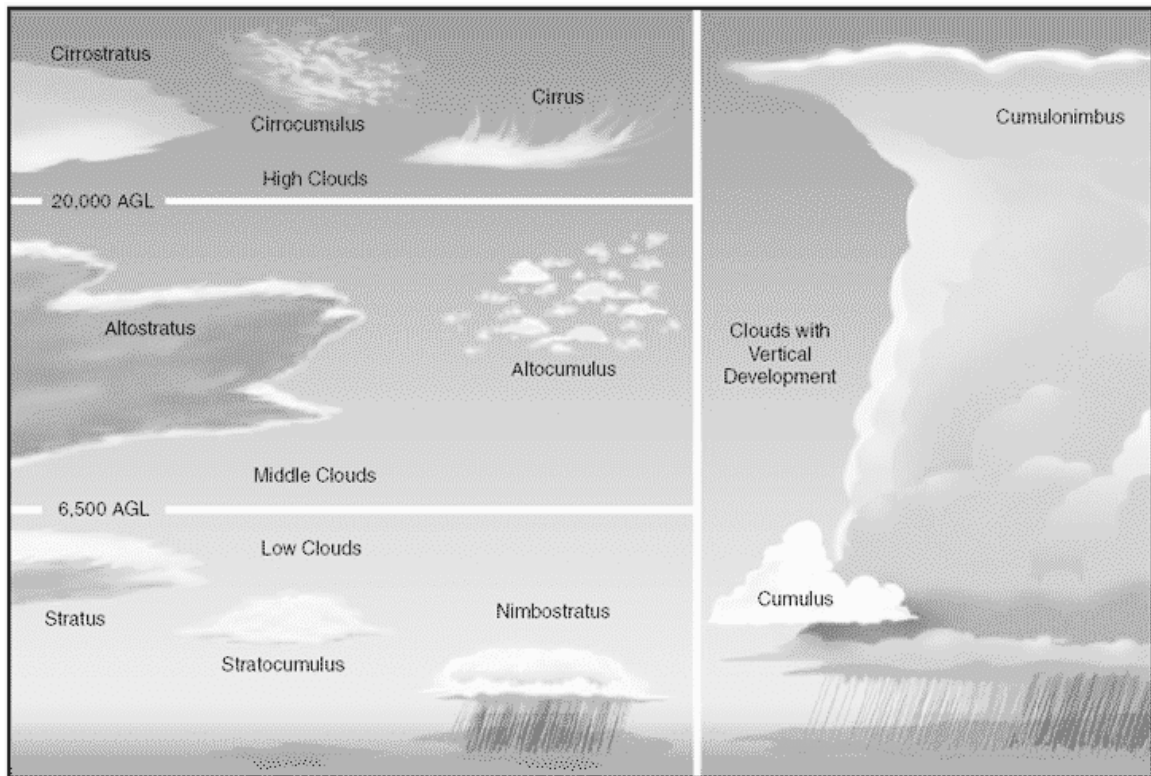 Cirrostratus
Cirrocumulus
Cirrus
High Clouds
20,000 AGL
Altostratus
Altocumulus
Middle Clouds
6,500 AGL
Low Clouds
Stratus
Stratocumulus
Nimbostratus
Cumulonimbus
Clouds with
Vertical
Development
Cumulus